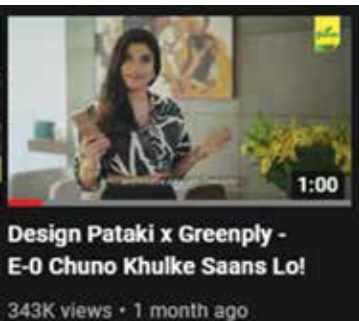 1:00
Design Pataki x Greenply -
E-0 Chuno Khulke Saans Lo!
343K views • 1 month ago